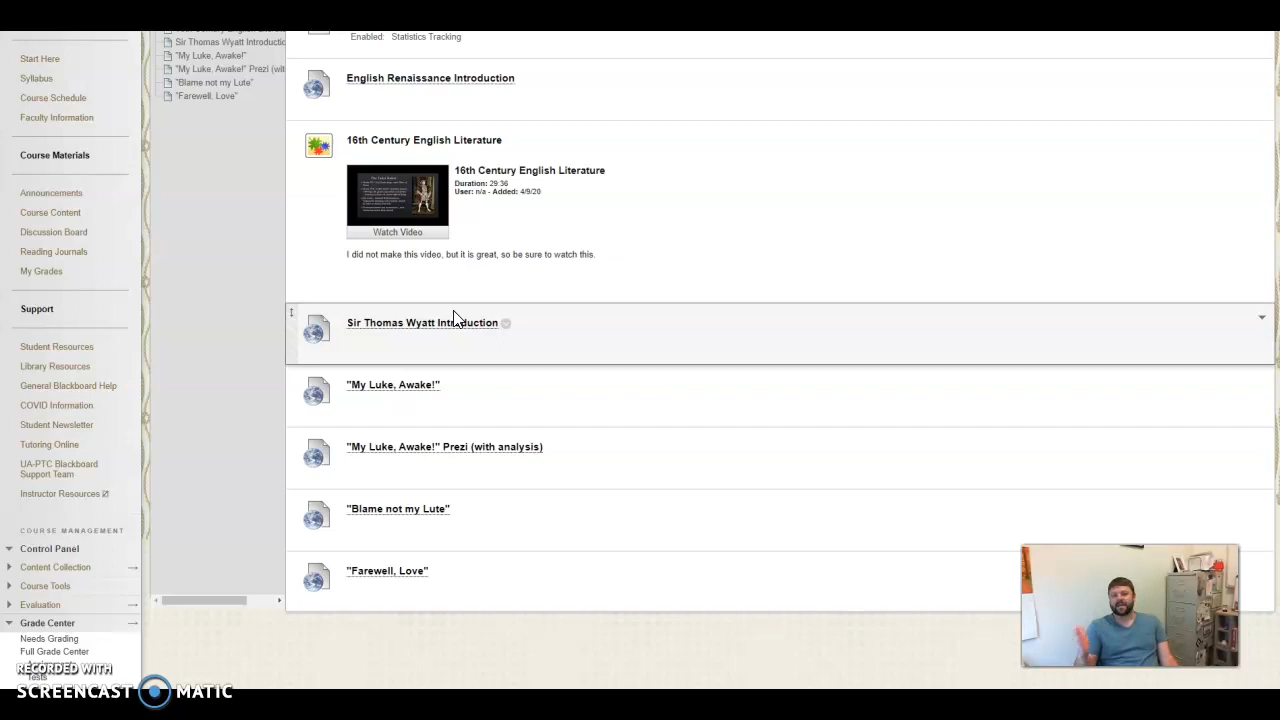 Start Here
Syllabus
Course Schedule
Faculty Information
Course Materials
Announcements
Course Content
Discussion Board
Reading Journals
My Grades
Support
Student Resources
Library Resources
General Blackboard Help
COVID Information
Student Newsletter
Tutoring Online
UA-PTC Blackboard
Support Team
Instructor Resources
COURSE MANAGEMENT
Control Panel
Content Collection
Course Tools
Evaluation
Grade Center
Needs Grading
Full Grade Center
Tests
RECORDED WITH
SCREENCAST MATIC
Sir Thomas Wyatt Introductic
"My Luke, Awake!"
"My Luke, Awake!" Prezi (wit
"Blame not my Lute"
"Farewell, Love"
Enabled: Statistics Tracking
English Renaissance Introduction
16th Century English Literature
16th Century English Literature
Duration: 29:36
User: n/a - Added: 4/9/20
Watch Video
I did not make this video, but it is great, so be sure to watch this.
Sir Thomas Wyatt Introduction
"My Luke, Awake!"
"My Luke, Awake!" Prezi (with analysis)
"Blame not my Lute"
"Farewell, Love"